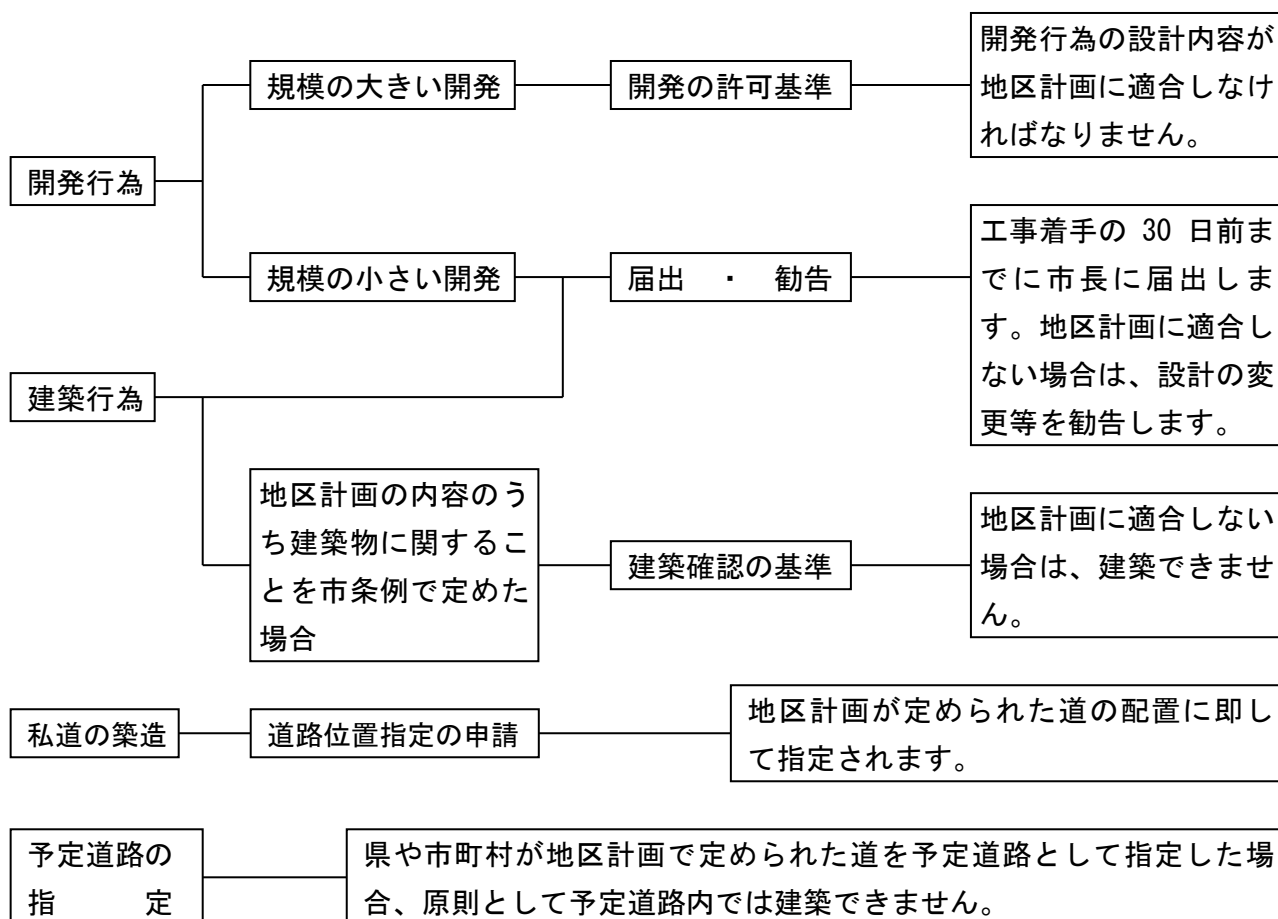 開発行為
規模の大きい開発
開発の許可基準
開発行為の設計内容が
地区計画に適合しなけ
ればなりません。
規模の小さい開発
届出 ・ 勧告
工事着手の 30 日前ま
でに市長に届出しま
す。地区計画に適合し
ない場合は、設計の変
更等を勧告します。
建築行為
地区計画の内容のう
ち建築物に関するこ
とを市条例で定めた
場合
建築確認の基準
地区計画に適合しない
場合は、建築できませ
ん。
私道の築造
道路位置指定の申請
地区計画が定められた道の配置に即し
て指定されます。
予定道路の
指 定
県や市町村が地区計画で定められた道を予定道路として指定した場
合、原則として予定道路内では建築できません。